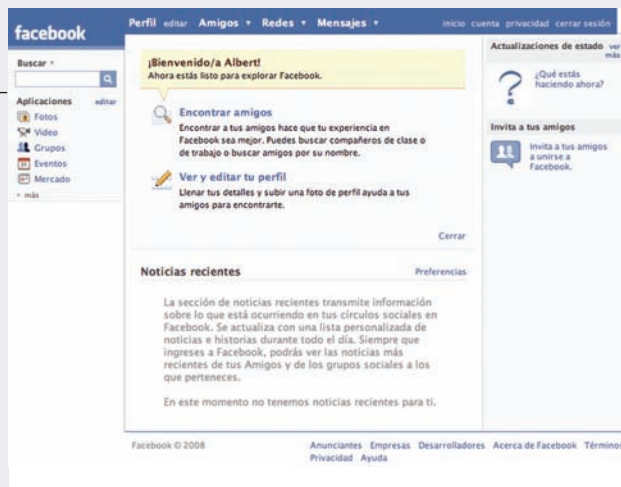 facebook
Perfil editar Amigos Redes Mensajes
inicio cuenta privacidad cerrar sesión
Buscar
Aplicaciones editar
Fotos
Video
Grupos
Eventos
Mercado
más
¡Bienvenido/a Albert!
Ahora estás listo para explorar Facebook.
Encontrar amigos
Encontrar a tus amigos hace que tu experiencia en
Facebook sea mejor. Puedes buscar compañeros de clase o
de trabajo o buscar amigos por su nombre.
Ver y editar tu perfil
Llenar tus detalles y subir una foto de perfil ayuda a tus
amigos para encontrarte.
Cerrar
Noticias recientes Preferencias
La sección de noticias recientes transmite información
sobre lo que está ocurriendo en tus círculos sociales en
Facebook. Se actualiza con una lista personalizada de
noticias e historias durante todo el día. Siempre que
ingreses a Facebook, podrás ver las noticias más
recientes de tus Amigos y de los grupos sociales a los
que perteneces.
En este momento no tenemos noticias recientes para ti.
Actualizaciones de estado ver
más
¿Qué estás
haciendo ahora?
Invita a tus amigos
Invita a tus amigos
a unirse a
Facebook.
Facebook © 2008
Anunciantes Empresas Desarrolladores Acerca de Facebook Términos
Privacidad Ayuda